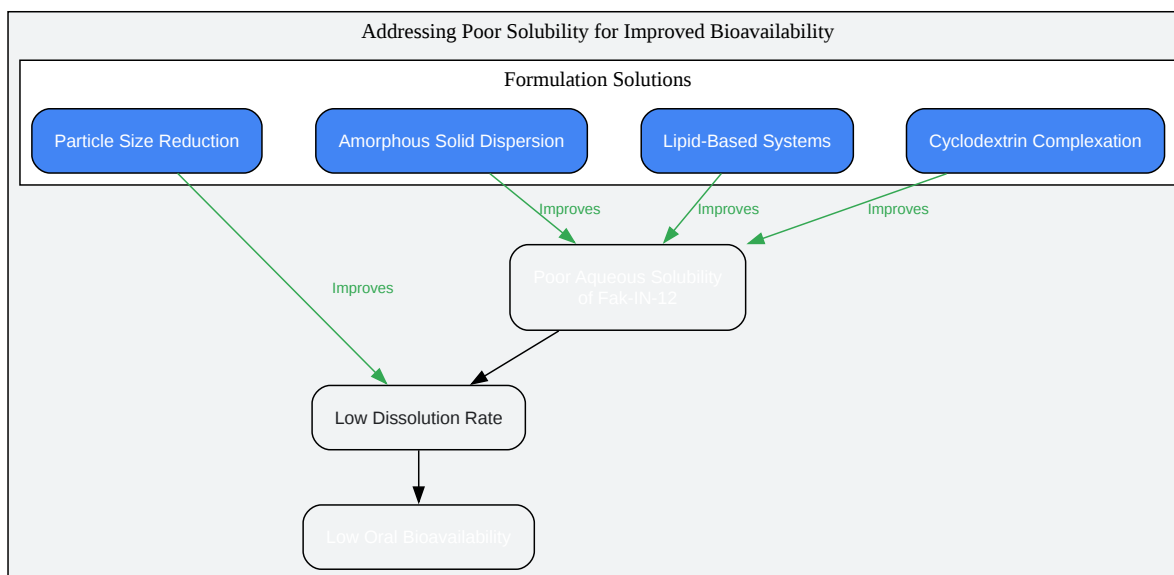 Addressing Poor Solubility for Improved Bioavailability
Formulation Solutions
Particle Size Reduction
Amorphous Solid Dispersion
Lipid-Based Systems
Cyclodextrin Complexation
Improves
Improves
Improves
Poor Aqueous Solubility
of Fak-IN-12
Improves
Low Dissolution Rate
Low Oral Bioavailability